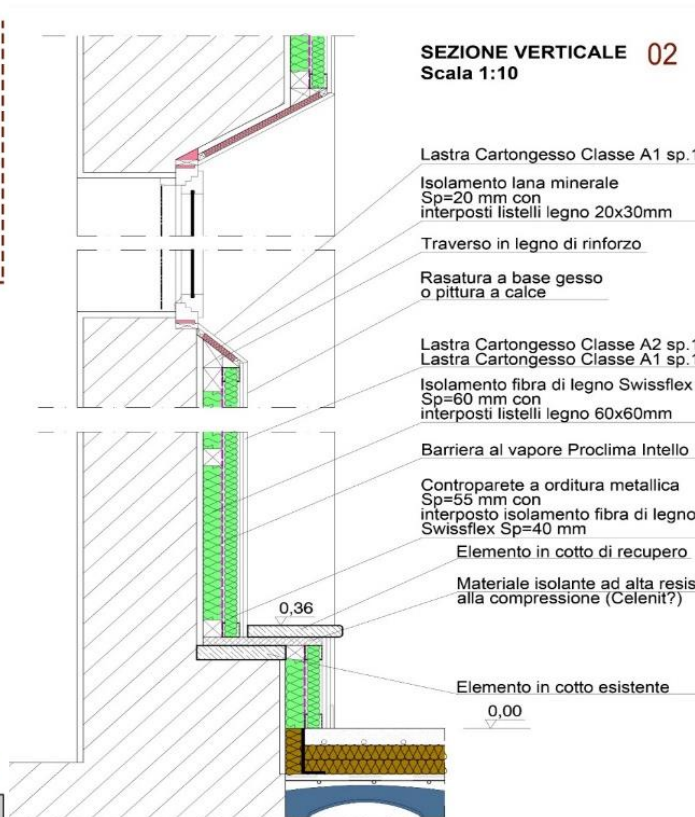 SEZIONE VERTICALE 02
Scala 1:10
Lastra Cartongesso Classe A1 sp.1
Isolamento lana minerale
Sp=20 mm con
interposti listelli legno 20x30mm
Traverso in legno di rinforzo
Rasatura a base gesso
o pittura a calce
Lastra Cartongesso Classe A2 sp.1
Lastra Cartongesso Classe A1 sp.1
Isolamento fibra di legno Swissflex
Sp=60 mm con
interposti listelli legno 60x60mm
Barriera al vapore Proclima Intello
Controparete a orditura metallica
Sp=55 mm con
interposto isolamento fibra di legno
Swissflex Sp=40 mm
Elemento in cotto di recupero
Materiale isolante ad alta resis
alla compressione (Celenit?)
0,36
Elemento in cotto esistente
0,00